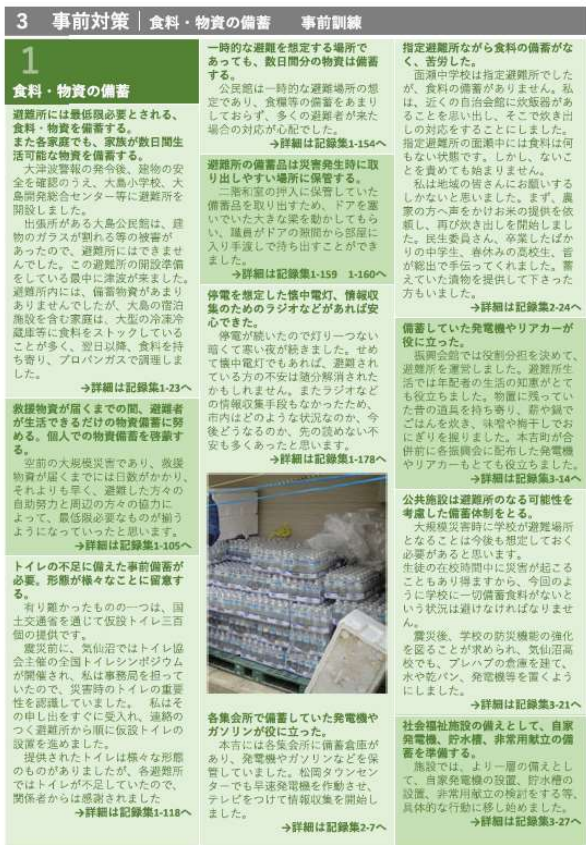 3 事前対策 食料・物資の備蓄 事前訓練
1
食料・物資の備蓄
避難所には最低限必要とされる、
食料・物資を備蓄する。
また各家庭でも、家族が数日間生
活可能な物資を備蓄する。
大津波警報の発令後、建物の安
全を確認のうえ、大島小学校、大
島開発総合センター等に避難所を
開設しました。
出張所がある大島公民館は、建
物のガラスが割れる等の被害が
あったので、避難所にはできませ
んでした。この避難所の開設準備
をしている最中に津波が来ました。
避難所内には、備蓄物資があまり
ありませんでしたが、大島の宿泊
施設を含む家庭は、大型の冷凍冷
蔵庫等に食料をストックしている
ことが多く、翌日以降、食料を持
ち寄り、プロパンガスで調理しま
した。
→詳細は記録集1-23へ
救援物資が届くまでの間、避難者
が生活できるだけの物資備蓄に努
める。個人での物資備蓄を啓蒙す
る。
空前の大規模災害であり、救援
物資が届くまでには日数がかかり、
それよりも早く、避難した方々の
自助努力と周辺の方々の協力に
よって、最低限必要なものが揃う
ようになっていったと思います。
→詳細は記録集1-105へ
トイレの不足に備えた事前備蓄が
必要。形態が様々なことに留意す
る。
有り難かったものの一つは、国
土交通省を通じて仮設トイレ三百
個の提供です。
震災前に、気仙沼ではトイレ協
会主催の全国トイレシンポジウム
が開催され、私は事務局を担って
いたので、災害時のトイレの重要
性を認識していました。 私はそ
の申し出をすぐに受入れ、連絡の
つく避難所から順に仮設トイレの
設置を進めました。
提供されたトイレは様々な形態
のものがありましたが、各避難所
ではトイレが不足していたので、
関係者からは感謝されました
→詳細は記録集1-118へ
一時的な避難を想定する場所で
あっても、数日間分の物資は備蓄
する。
公民館は一時的な避難場所の想
定であり、食糧等の備蓄をあまり
しておらず、多くの避難者が来た
場合の対応が心配でした。
→詳細は記録集1-154へ
避難所の備蓄品は災害発生時に取
り出しやすい場所に保管する。
二階和室の押入に保管していた
備蓄品を取り出すため、ドアを塞
いでいた大きな梁を動かしてもら
い、職員がドアの隙間から部屋に
入り手渡しで持ち出すことができ
ました。
→詳細は記録集1-159 1-160へ
停電を想定した懐中電灯、情報収
集のためのラジオなどがあれば安
心できた。
停電が続いたので灯り一つない
暗くて寒い夜が続きました。せめ
て懐中電灯でもあれば、避難され
ている方の不安は随分解消された
かもしれません。またラジオなど
の情報収集手段もなかったため、
市内はどのような状況なのか、今
後どうなるのか、先の読めない不
安も多くあったと思います。
→詳細は記録集1-178へ
各集会所で備蓄していた発電機や
ガソリンが役に立った。
本吉には各集会所に備蓄倉庫が
あり、発電機やガソリンなどを保
管していました。松岡タウンセン
ターでも早速発電機を作動させ、
テレビをつけて情報収集を開始し
ました。
→詳細は記録集2-7へ
指定避難所ながら食料の備蓄がな
く、苦労した。
面瀬中学校は指定避難所でした
が、食料の備蓄がありません。私
は、近くの自治会館に炊飯器があ
ることを思い出し、そこで炊き出
しの対応をすることにしました。
指定避難所の面瀬中には食料は何
もない状態です。しかし、ないこ
とを責めても始まりません。
私は地域の皆さんにお願いする
しかないと思いました。まず、農
家の方へ声をかけお米の提供を依
頼し、再び炊き出しを開始しまし
た。民生委員さん、卒業したばか
りの中学生、春休みの高校生、皆
が総出で手伝ってくれました。蓄
えていた漬物を提供して下さった
方もいました。
→詳細は記録集2-24へ
備蓄していた発電機やリアカーが
役に立った。
振興会館では役割分担を決めて、
避難所を運営しました。避難所生
活では年配者の生活の知恵がとて
も役立ちました。物置に残ってい
た昔の道具を持ち寄り、薪や鍋で
ごはんを炊き、味噌や梅干しでお
にぎりを握りました。本吉町が合
併前に各振興会に配布した発電機
やリアカーもとても役立ちました。
→詳細は記録集3-14へ
公共施設は避難所のなる可能性を
考慮した備蓄体制をとる。
大規模災害時に学校が避難場所
となることは今後も想定しておく
必要があると思います。
生徒の在校時間中に災害が起こる
こともあり得ますから、今回のよ
うに学校に一切備蓄食料がないと
いう状況は避けなければなりませ
ん。
震災後、学校の防災機能の強化
を図ることが求められ、気仙沼高
校でも、プレハブの倉庫を建て、
水や乾パン、発電機等を置くよう
にしました。
→詳細は記録集3-21へ
社会福祉施設の備えとして、自家
発電機、貯水槽、非常用献立の備
蓄を準備する。
施設では、より一層の備えとし
て、自家発電機の設置、貯水槽の
設置、非常用献立の検討をする等、
具体的な行動に移し始めました。
→詳細は記録集3-27へ